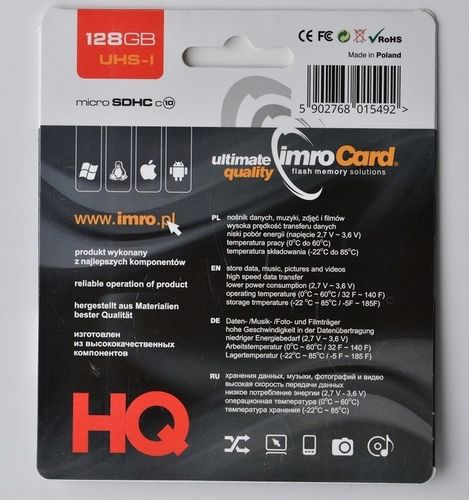 128GB
UHS-I
CE FC RoHS
Made in Poland
micro SDHC c10
5 902768 015492 >
ultimate
quality
imroCard®
flash memory solutions
www.imro.pl
produkt wykonany
z najlepszych komponentów
reliable operation of product
hergestellt aus Materialien
bester Qualität
изготовлен
из высококачественных
компонентов
HQ
PL nośnik danych, muzyki, zdjęć i filmów
wysoka prędkość transferu danych
niski pobór energii (napięcie 2,7 V ~ 3,6 V)
temperatura pracy (0°C do 60°C)
temperatura składowania (-22°C do 85°C)
EN store data, music, pictures and videos
high speed data transfer
lower power consumption (2,7 V ~ 3,6 V)
operating temperature (0°C ~ 60°C / 32 F ~ 140 F)
storage trmperature (-22°C ~ 85°C / -5F ~ 185F)
DE Daten- /Musik- /Foto- und Filmträger
hohe Geschwindigkeit in der Datenübertragung
niedriger Energiebedarf (2,7 V ~ 3,6 V)
Arbeitstemperatur (0°C ~ 60°C / 32 F ~ 140 F)
Lagertemperatur (-22 °C ~ 85°C / -5 F ~ 185 F)
RU хранения данных, музыки, фотографий и видео
высокая скорость передачи данных
низкое потребление энергии (2,7 V - 3,6 V)
операционная температура (0°C ~ 60°C)
температура хранения (-22°C ~ 85°C)